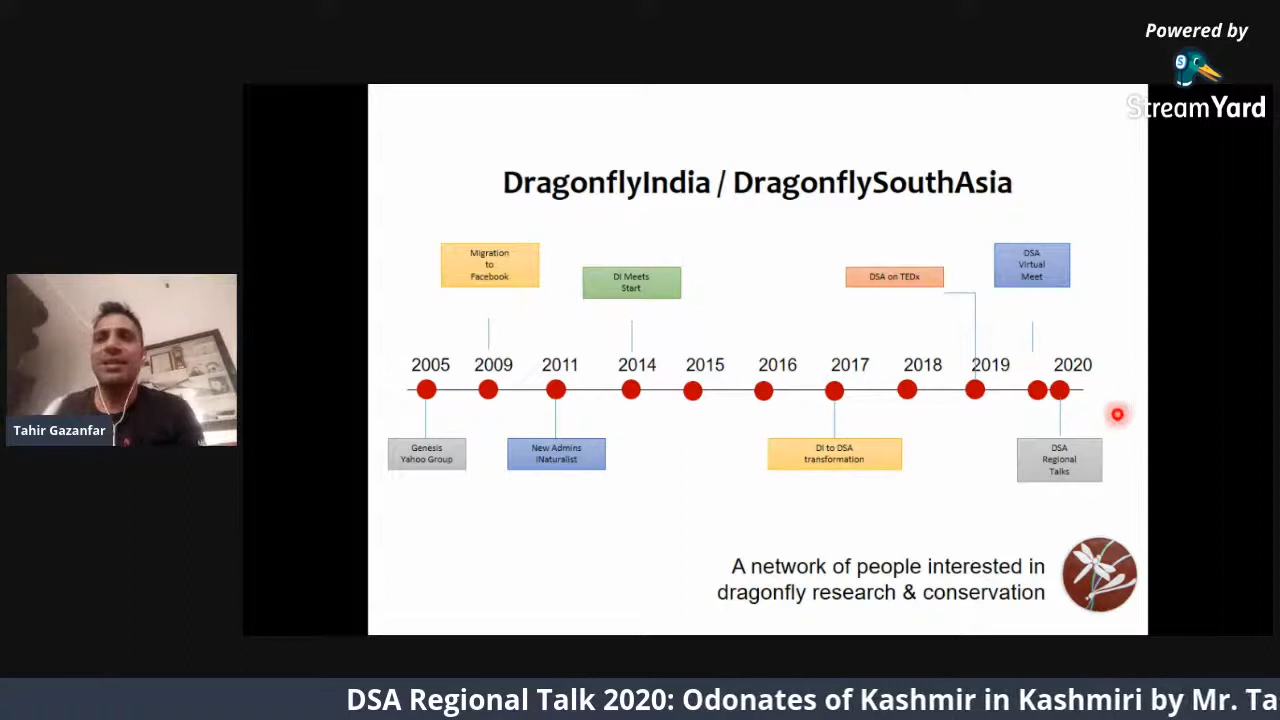 Powered by
StreamYard
DragonflyIndia / DragonflySouthAsia
Migration
to
Facebook
DI Meets
Start
DSA on TEDx
DSA
Virtual
Meet
2005 2009 2011 2014 2015 2016 2017 2018 2019 2020
Genesis
Yahoo Group
New Admins
INaturalist
DI to DSA
transformation
DSA
Regional
Talks
Tahir Gazanfar
A network of people interested in
dragonfly research & conservation
DSA Regional Talk 2020: Odonates of Kashmir in Kashmiri by Mr. Ta